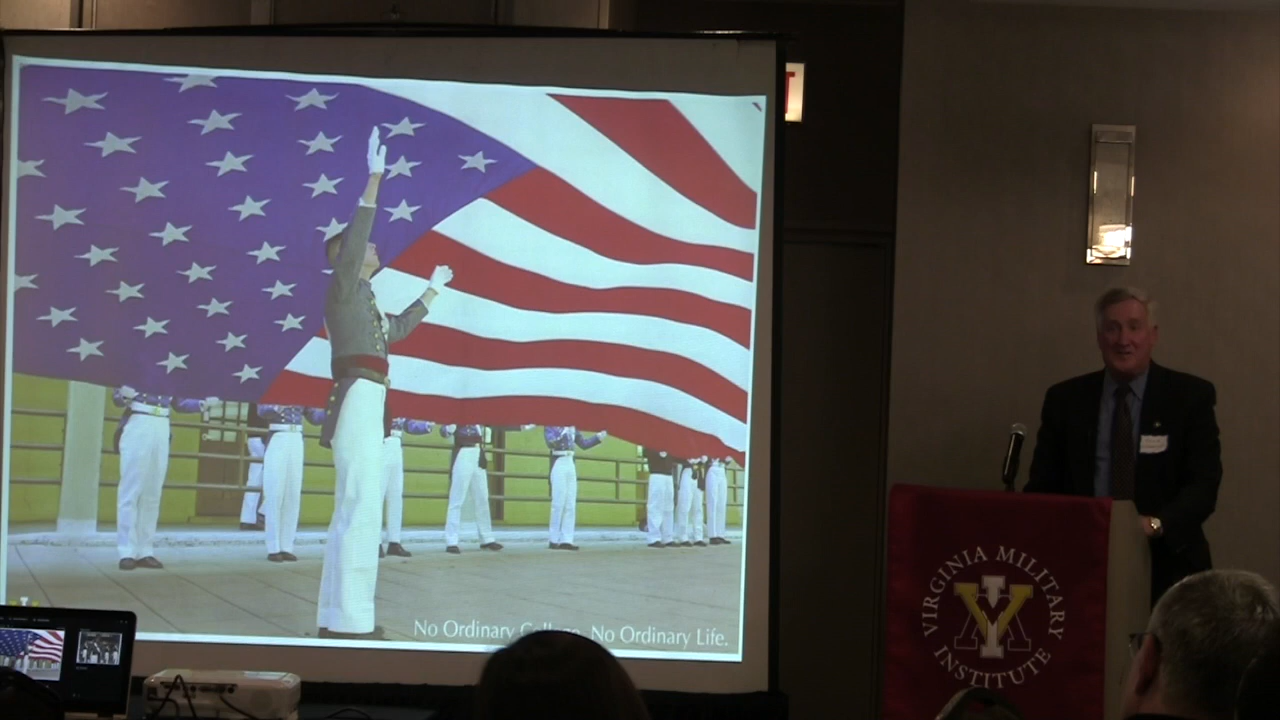 No Ordinary College. No Ordinary Life.
VIRGINIA MILITARY
INSTITUTE
VMI